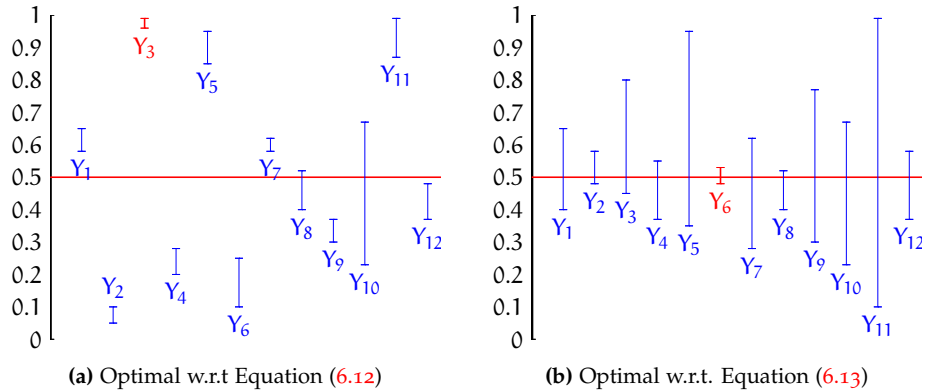 1
0.9
0.8
0.7
0.6
0.5
0.4
0.3
0.2
0.1
0
Y1
Y2
Y3
Y4
Y5
Y6
Y7
Y8
Y9
Y10
Y11
Y12
(a) Optimal w.r.t Equation (6.12)
1
0.9
0.8
0.7
0.6
0.5
0.4
0.3
0.2
0.1
0
Y1
Y2
Y3
Y4
Y5
Y6
Y7
Y8
Y9
Y10
Y11
Y12
(b) Optimal w.r.t. Equation (6.13)